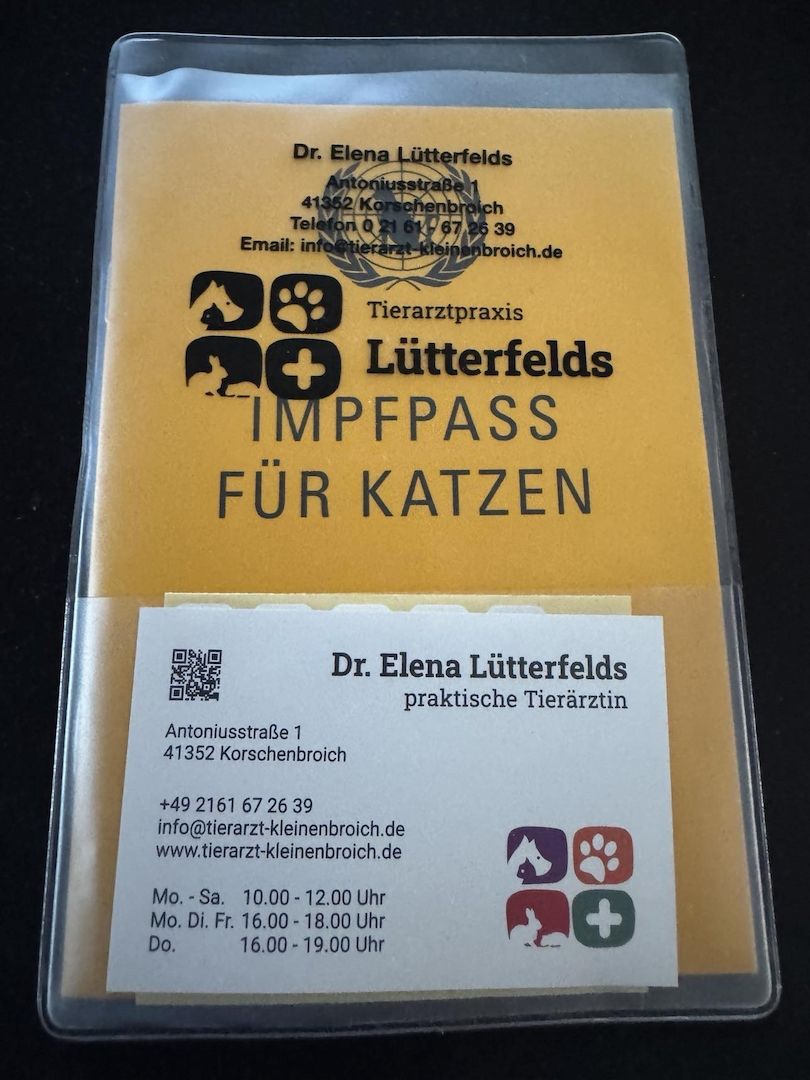 Dr. Elena Lütterfelds
Antoniusstraße 1
41352 Korschenbroich
Telefon 0 21 61 - 67 26 39
Email: info@tierarzt-kleinenbroich.de
Tierarztpraxis
Lütterfelds
IMPFPASS
FÜR KATZEN
Dr. Elena Lütterfelds
praktische Tierärztin
Antoniusstraße 1
41352 Korschenbroich
+49 2161 67 26 39
info@tierarzt-kleinenbroich.de
www.tierarzt-kleinenbroich.de
Mo. - Sa. 10.00 - 12.00 Uhr
Mo. Di. Fr. 16.00 - 18.00 Uhr
Do. 16.00 - 19.00 Uhr